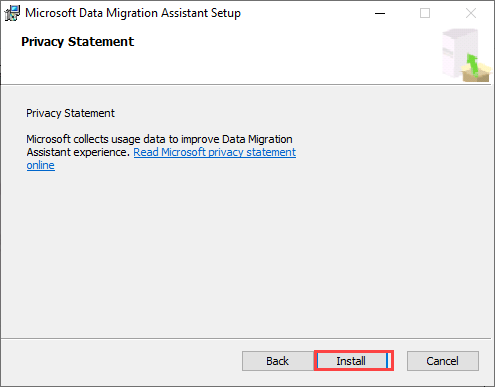 Microsoft Data Migration Assistant Setup
Privacy Statement
Privacy Statement
Microsoft collects usage data to improve Data Migration
Assistant experience. Read Microsoft privacy statement
online
Back Install Cancel